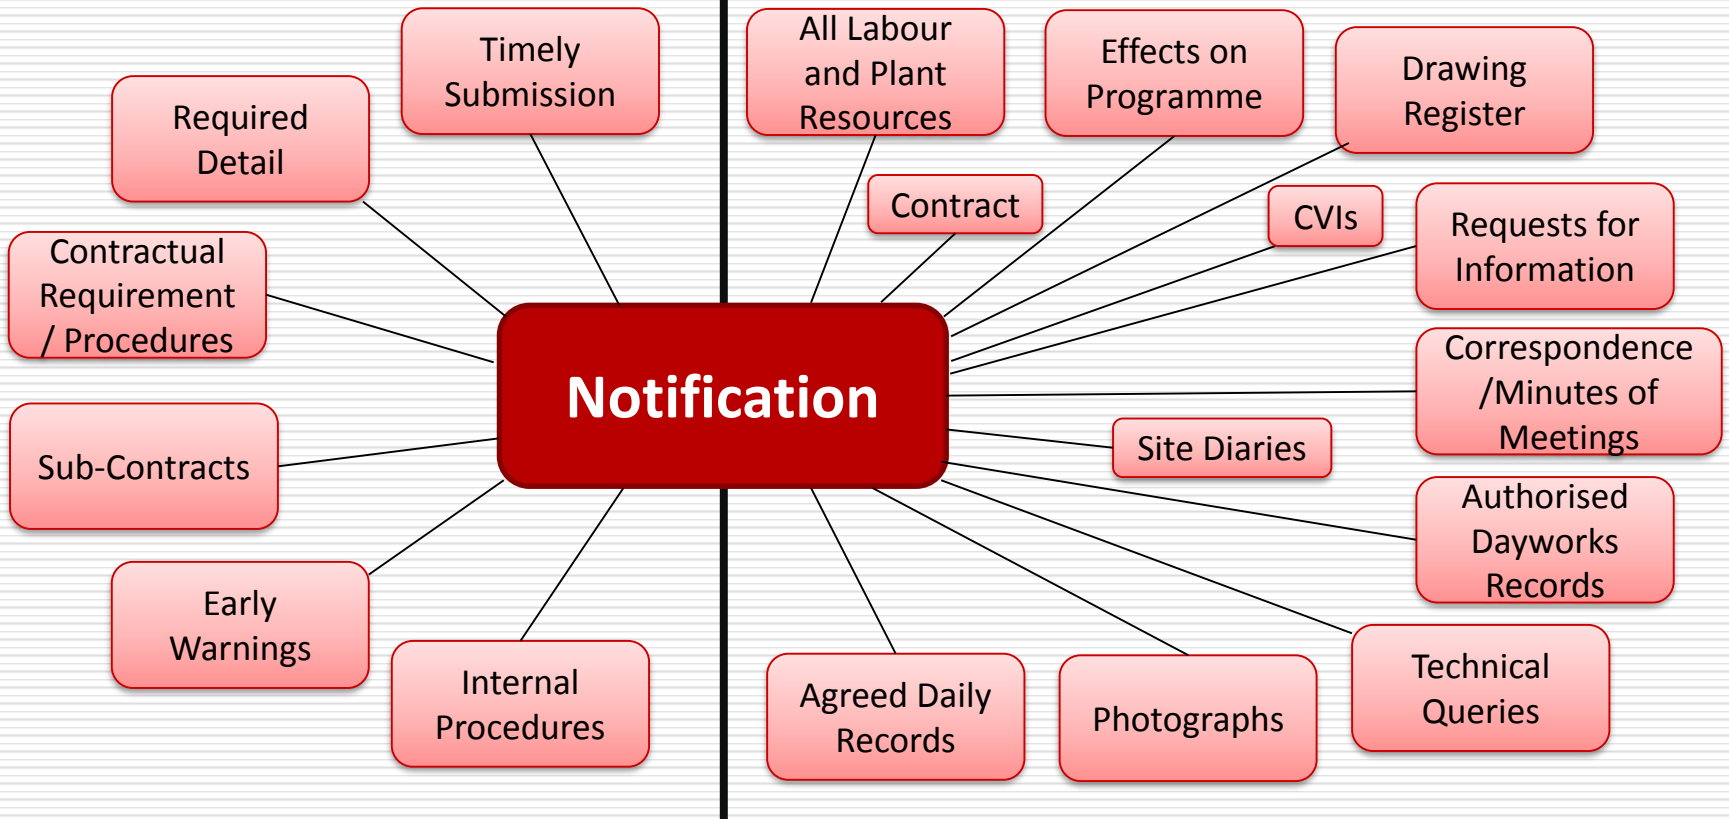 Timely
Submission
Required
Detail
Contractual
Requirement
/ Procedures
Sub-Contracts
Early
Warnings
Internal
Procedures
Notification
All Labour
and Plant
Resources
Effects on
Programme
Drawing
Register
Contract
CVIs
Requests for
Information
Correspondence
/Minutes of
Meetings
Site Diaries
Authorised
Dayworks
Records
Technical
Queries
Photographs
Agreed Daily
Records